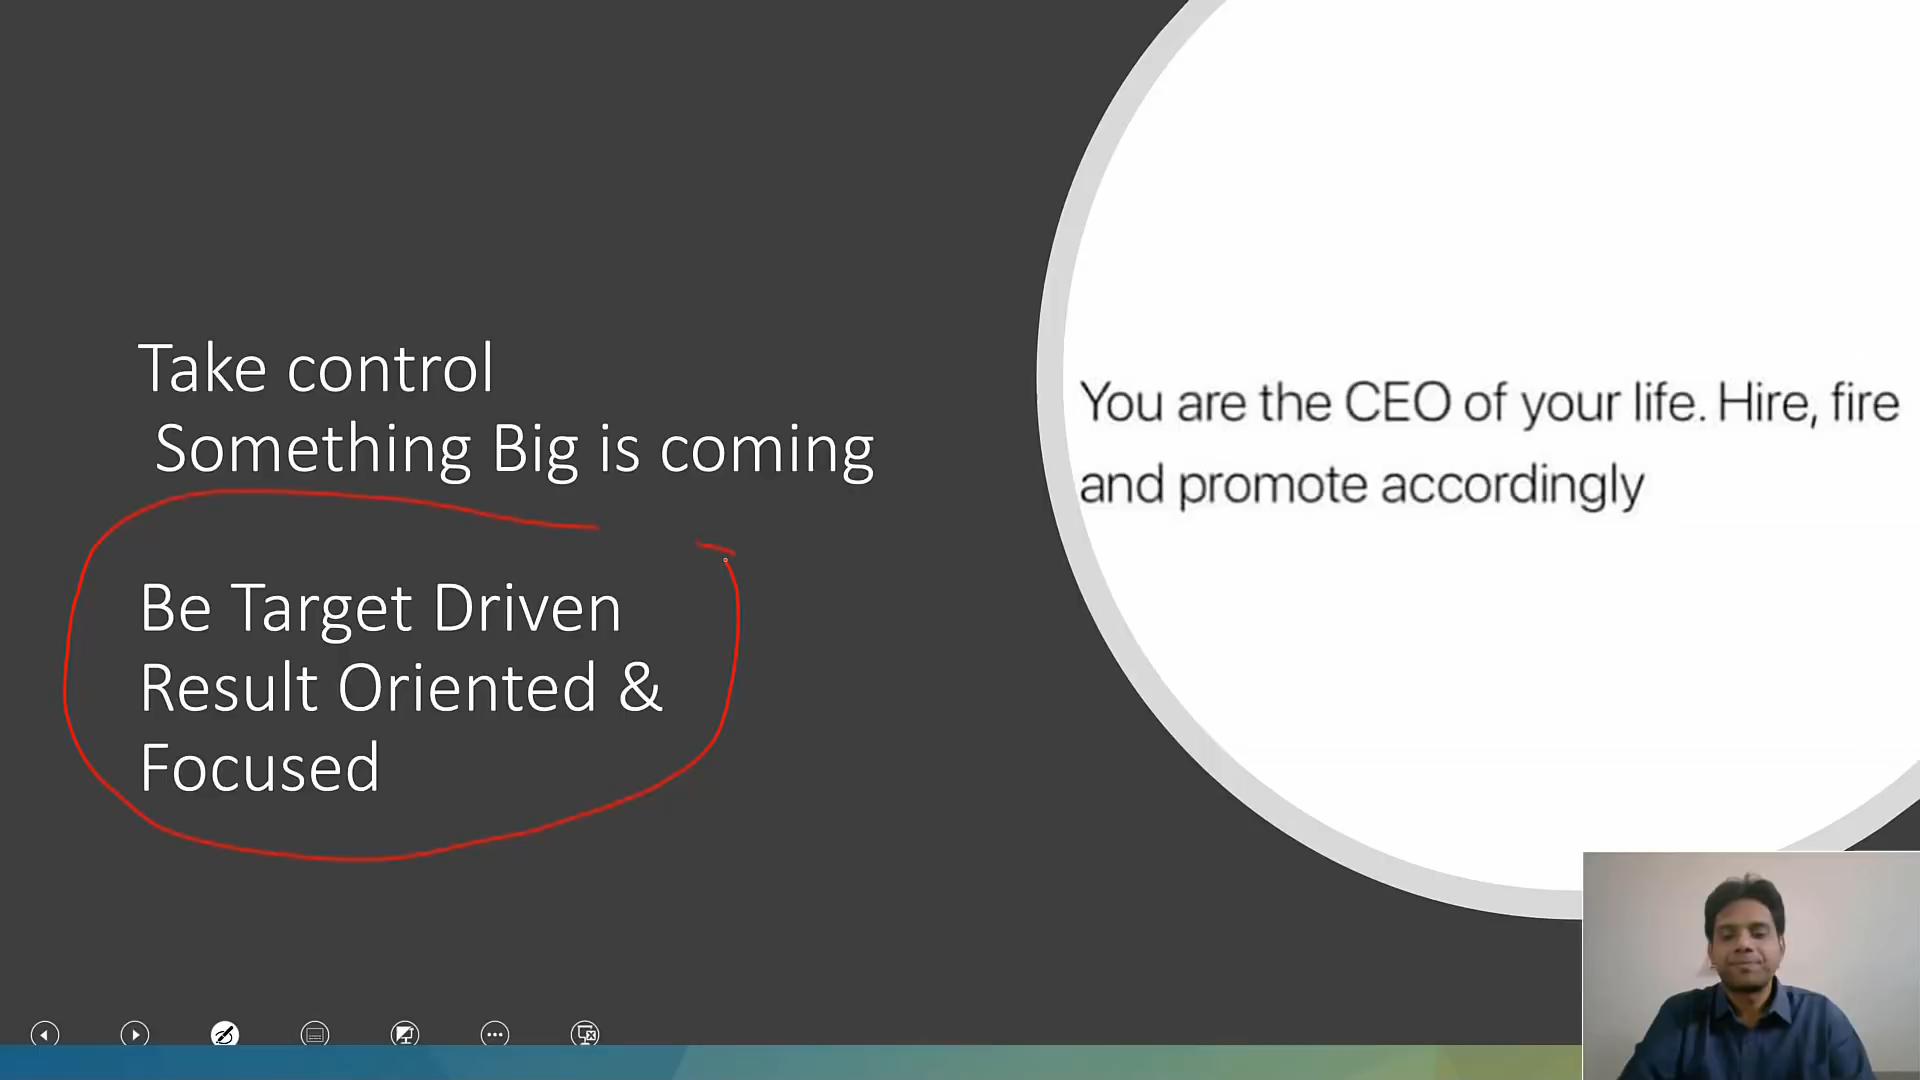 Take control
Something Big is coming
Be Target Driven
Result Oriented &
Focused
You are the CEO of your life. Hire, fire
and promote accordingly